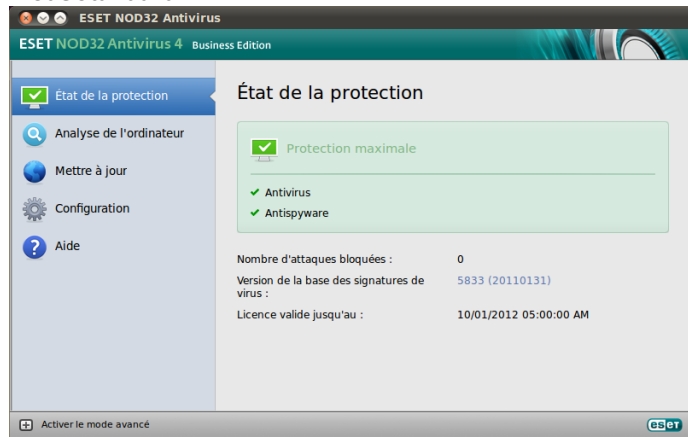 ESET NOD32 Antivirus
ESET NOD32 Antivirus 4 Business Edition
État de la protection
Analyse de l'ordinateur
Mettre à jour
Configuration
Aide
État de la protection
Protection maximale
Antivirus
Antispyware
Nombre d'attaques bloquées : 0
Version de la base des signatures de 5833 (20110131)
virus :
Licence valide jusqu'au : 10/01/2012 05:00:00 AM
Activer le mode avancé
eset